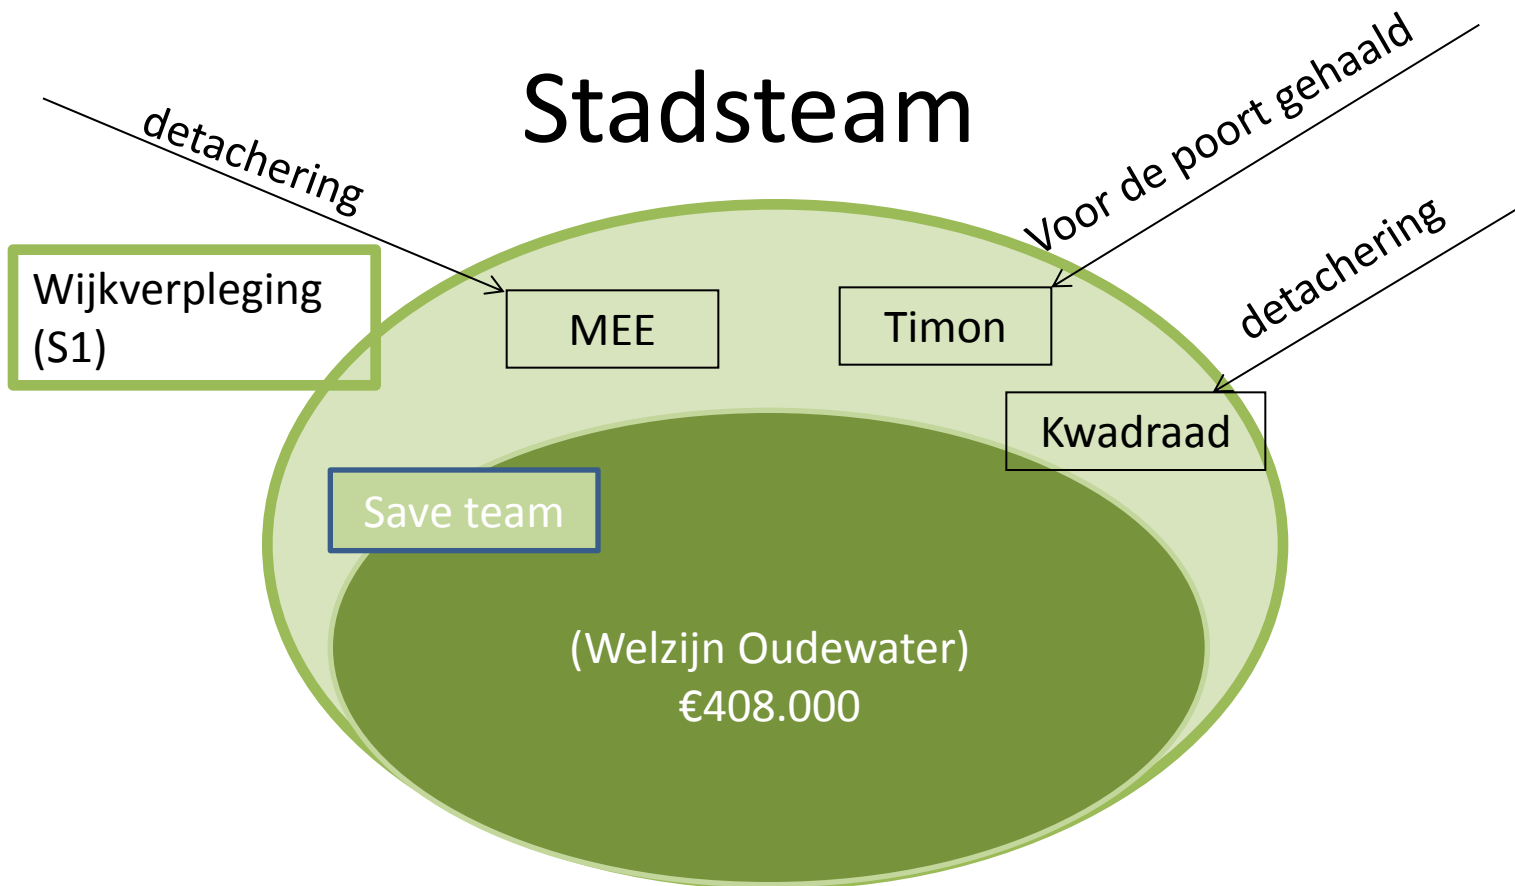 Stadsteam
detachering
Voor de poort gehaald
detachering
Wijkverpleging
(S1)
MEE
Timon
Kwadraad
Save team
(Welzijn Oudewater)
€408.000